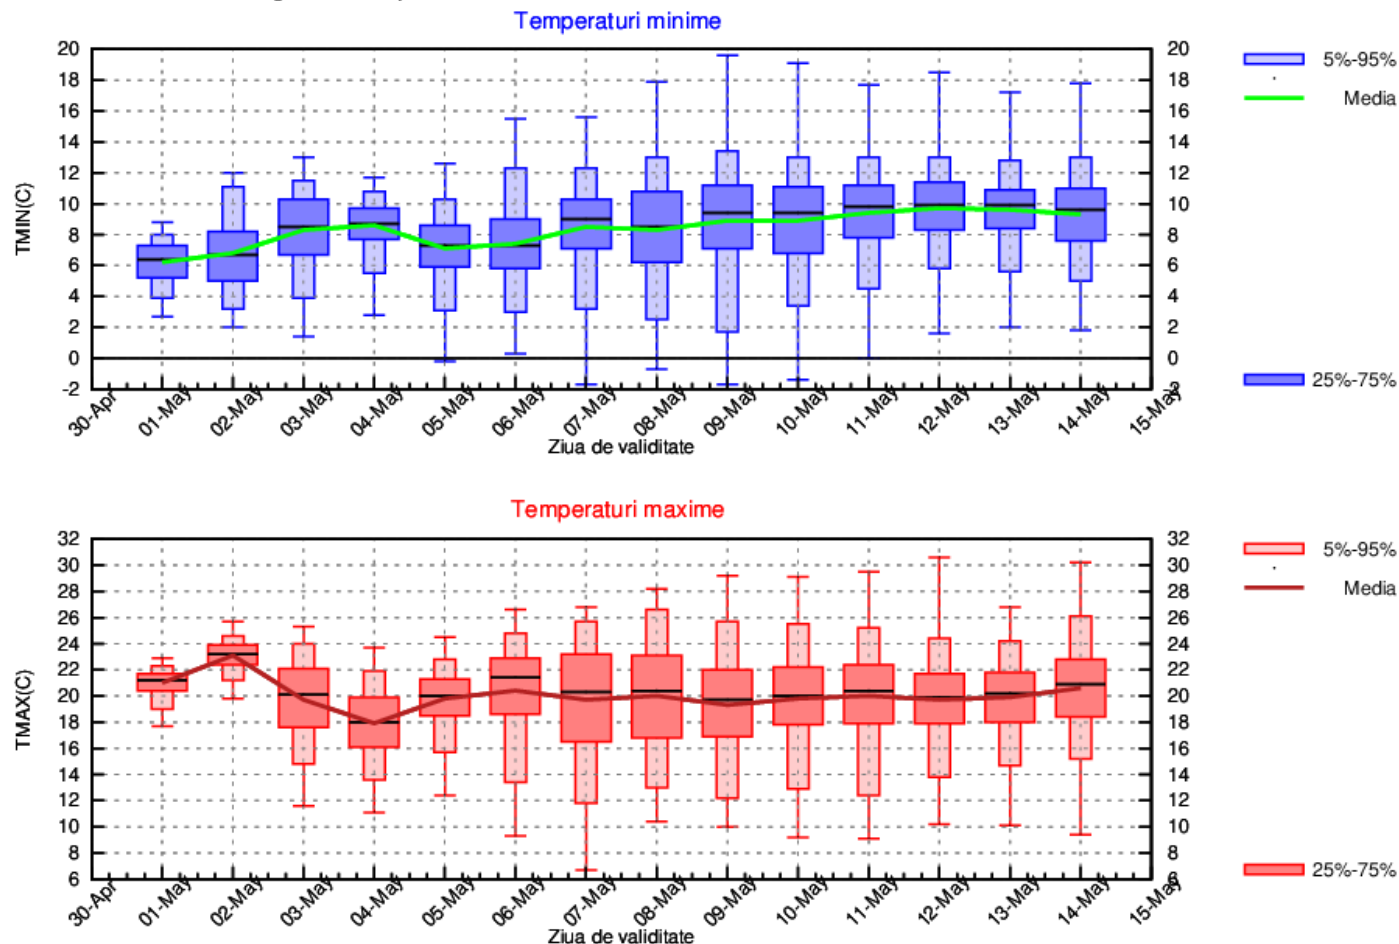 Temperaturi minime
20
18
16
14
12
10
8
6
4
2
0
-2
TMIN(C)
20
18
16
14
12
10
8
6
4
2
0
-2
30-Apr
01-May
02-May
03-May
04-May
05-May
06-May
07-May
08-May
09-May
10-May
11-May
12-May
13-May
14-May
15-May
Ziua de validitate
5%-95%
Media
25%-75%
Temperaturi maxime
32
30
28
26
24
22
20
18
16
14
12
10
8
6
TMAX(C)
32
30
28
26
24
22
20
18
16
14
12
10
8
6
30-Apr
01-May
02-May
03-May
04-May
05-May
06-May
07-May
08-May
09-May
10-May
11-May
12-May
13-May
14-May
15-May
Ziua de validitate
5%-95%
Media
25%-75%